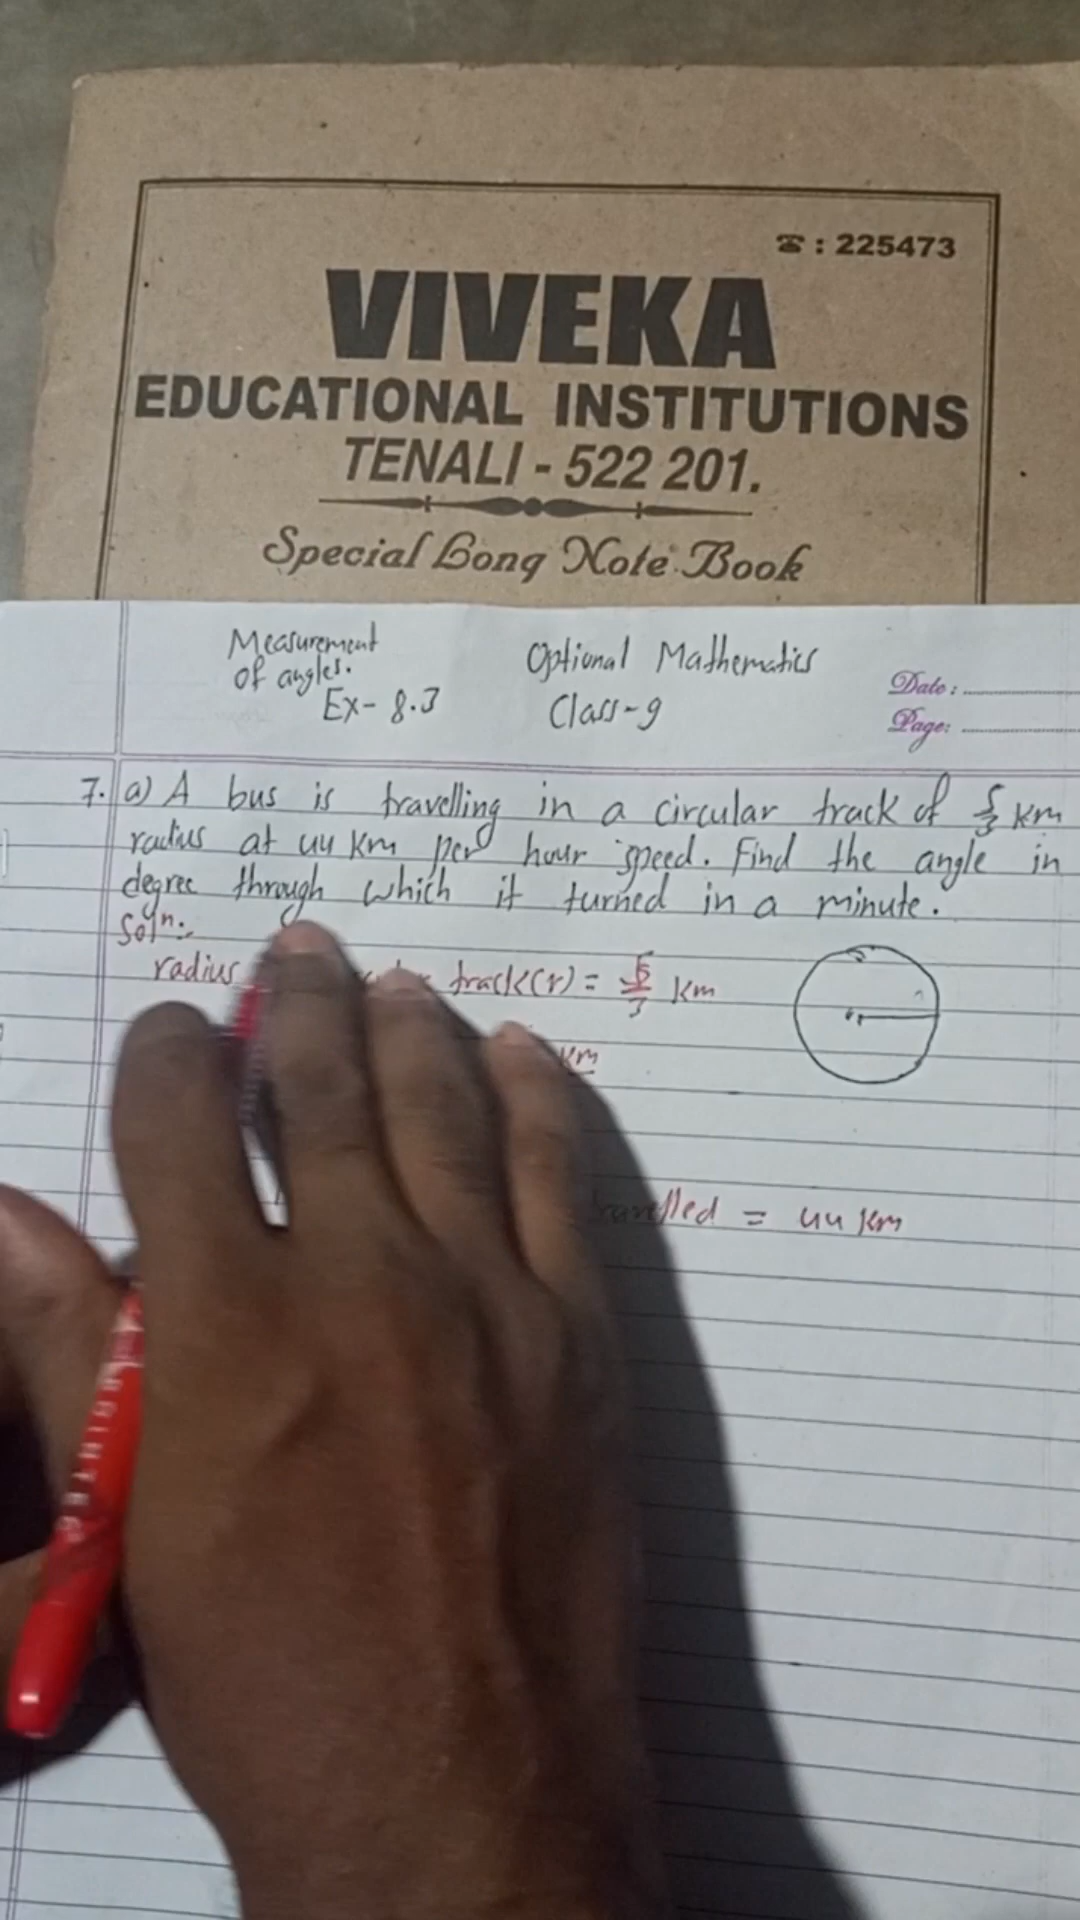 ☎ : 225473
VIVEKA
EDUCATIONAL INSTITUTIONS
TENALI - 522 201.
Special Long Note Book
Measurement
of angles.
Ex- 8.3
Optional Mathematics
Class-9
Date:
Page:
7. a) A bus is travelling in a circular track of 5/3 km
radius at 44 km per hour speed. Find the angle in
degree through which it turned in a minute.
Solⁿ:
radius track(r) = 5/3 km
km
travelled = 44 km